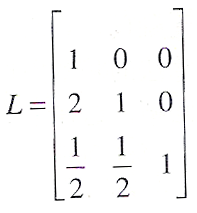 1 0 0
L = 2 1 0
1/2 1/2 1